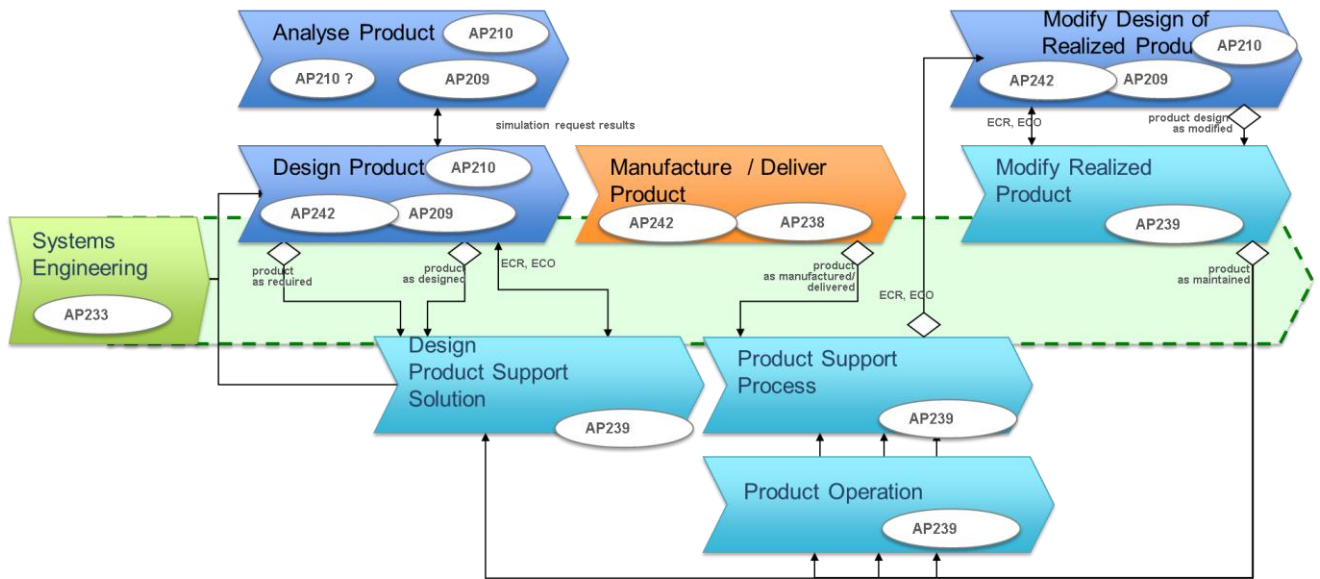 Analyse Product
AP210
AP210 ?
AP209
simulation request results
Design Product
AP210
AP242
AP209
Manufacture / Deliver
Product
AP242
AP238
Modify Design of
Realized Product
AP210
AP242
AP209
ECR, ECO
product design
as modified
Modify Realized
Product
AP239
Systems
Engineering
AP233
product
as required
product
as designed
ECR, ECO
product
as manufactured/
delivered
ECR, ECO
product
as maintained
Design
Product Support
Solution
AP239
Product Support
Process
AP239
Product Operation
AP239